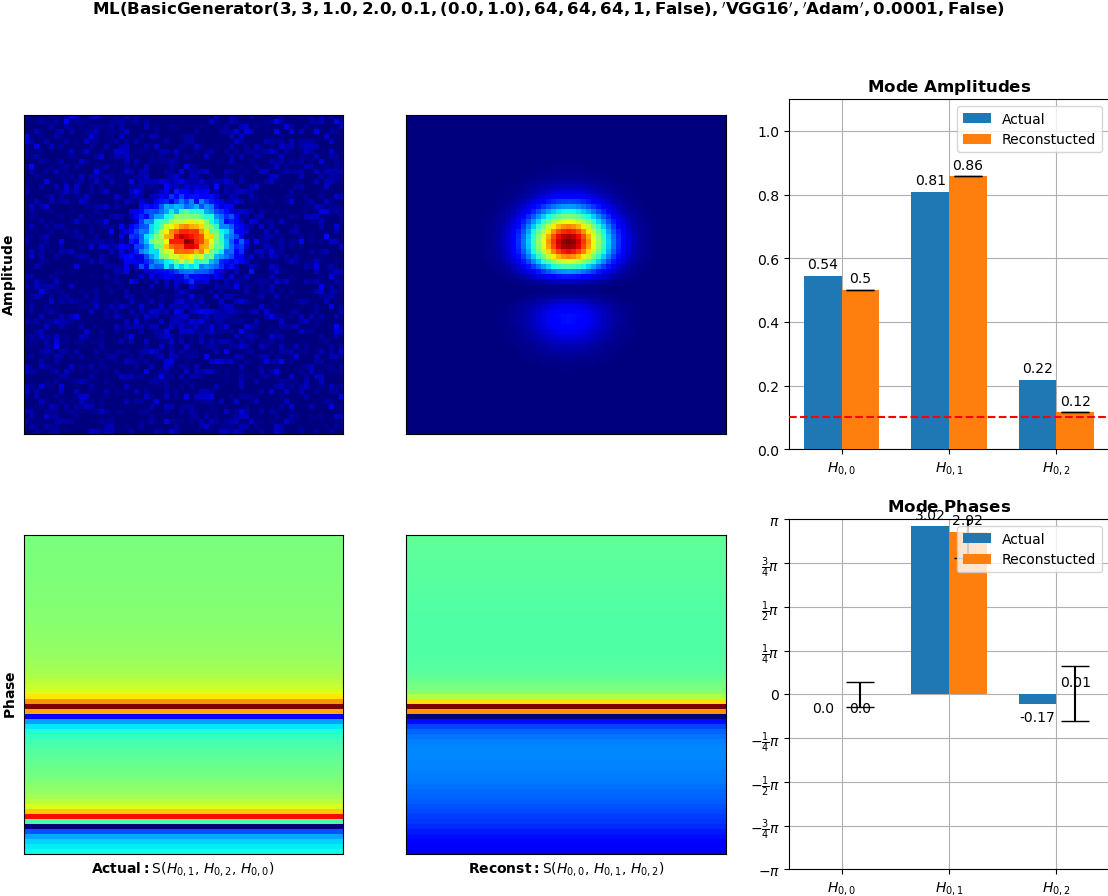 ML(BasicGenerator(3, 3, 1.0, 2.0, 0.1, (0.0, 1.0), 64, 64, 64, 1, False), ′VGG16′, ′Adam′, 0.0001, False)
Amplitude
Mode Amplitudes
Actual
Reconstucted
1.0
0.8
0.6
0.4
0.2
0.0
0.54
0.5
0.81
0.86
0.22
0.12
H0,0
H0,1
H0,2
Phase
Actual: S(H0,1, H0,2, H0,0)
Reconst: S(H0,0, H0,1, H0,2)
Mode Phases
Actual
Reconstucted
π
3/4π
1/2π
1/4π
0
−1/4π
−1/2π
−3/4π
−π
0.0
0.0
3.02
2.92
-0.17
0.01
H0,0
H0,1
H0,2